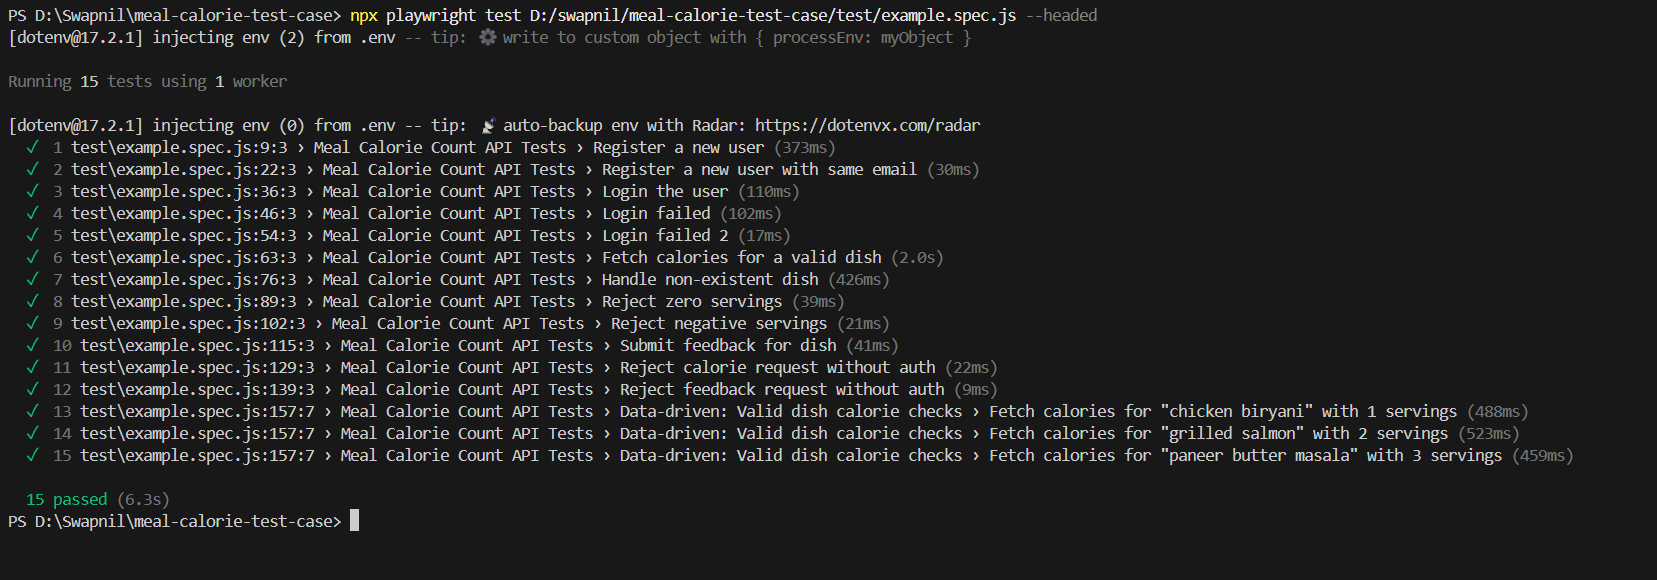 PS D:\Swapnil\meal-calorie-test-case> npx playwright test D:/swapnil/meal-calorie-test-case/test/example.spec.js --headed
[dotenv@17.2.1] injecting env (2) from .env -- tip: ⚙️ write to custom object with { processEnv: myObject }
Running 15 tests using 1 worker
[dotenv@17.2.1] injecting env (0) from .env -- tip: 📡 auto-backup env with Radar: https://dotenvx.com/radar
✓ 1 test\example.spec.js:9:3 › Meal Calorie Count API Tests › Register a new user (373ms)
✓ 2 test\example.spec.js:22:3 › Meal Calorie Count API Tests › Register a new user with same email (30ms)
✓ 3 test\example.spec.js:36:3 › Meal Calorie Count API Tests › Login the user (110ms)
✓ 4 test\example.spec.js:46:3 › Meal Calorie Count API Tests › Login failed (102ms)
✓ 5 test\example.spec.js:54:3 › Meal Calorie Count API Tests › Login failed 2 (17ms)
✓ 6 test\example.spec.js:63:3 › Meal Calorie Count API Tests › Fetch calories for a valid dish (2.0s)
✓ 7 test\example.spec.js:76:3 › Meal Calorie Count API Tests › Handle non-existent dish (426ms)
✓ 8 test\example.spec.js:89:3 › Meal Calorie Count API Tests › Reject zero servings (39ms)
✓ 9 test\example.spec.js:102:3 › Meal Calorie Count API Tests › Reject negative servings (21ms)
✓ 10 test\example.spec.js:115:3 › Meal Calorie Count API Tests › Submit feedback for dish (41ms)
✓ 11 test\example.spec.js:129:3 › Meal Calorie Count API Tests › Reject calorie request without auth (22ms)
✓ 12 test\example.spec.js:139:3 › Meal Calorie Count API Tests › Reject feedback request without auth (9ms)
✓ 13 test\example.spec.js:157:7 › Meal Calorie Count API Tests › Data-driven: Valid dish calorie checks › Fetch calories for "chicken biryani" with 1 servings (488ms)
✓ 14 test\example.spec.js:157:7 › Meal Calorie Count API Tests › Data-driven: Valid dish calorie checks › Fetch calories for "grilled salmon" with 2 servings (523ms)
✓ 15 test\example.spec.js:157:7 › Meal Calorie Count API Tests › Data-driven: Valid dish calorie checks › Fetch calories for "paneer butter masala" with 3 servings (459ms)
15 passed (6.3s)
PS D:\Swapnil\meal-calorie-test-case>